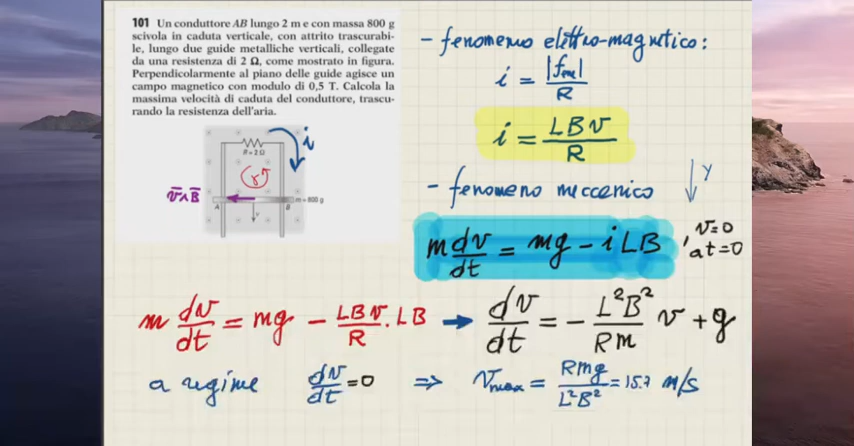 101 Un conduttore AB lungo 2 m e con massa 800 g
scivola in caduta verticale, con attrito trascurabi-
le, lungo due guide metalliche verticali, collegate
da una resistenza di 2 Ω, come mostrato in figura.
Perpendicolarmente al piano delle guide agisce un
campo magnetico con modulo di 0,5 T. Calcola la
massima velocità di caduta del conduttore, trascu-
rando la resistenza dell'aria.
R = 2 Ω
i
v̄∧B̄
A
B
m = 800 g
v
- fenomeno elettro-magnetico:
i = |fem|/R
i = LBv/R
- fenomeno meccanico
y
m dv/dt = mg - iLB , v=0 at=0
m dv/dt = mg - LBv/R · LB → dv/dt = - L²B²/Rm v + g
a regime dv/dt = 0 ⇒ vmax = Rmg/L²B² = 15.7 m/s